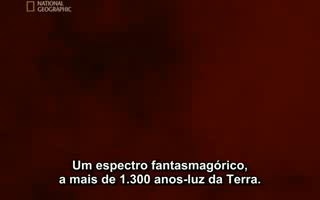 NATIONAL
GEOGRAPHIC
Um espectro fantasmagórico,
a mais de 1.300 anos-luz da Terra.